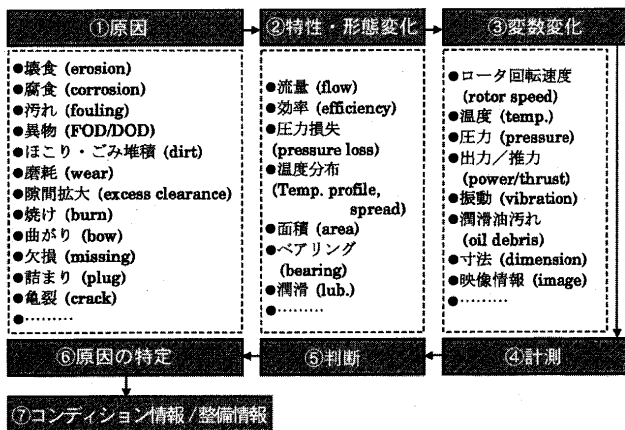 ①原因
●壊食 (erosion)
●腐食 (corrosion)
●汚れ (fouling)
●異物 (FOD/DOD)
●ほこり・ごみ堆積 (dirt)
●磨耗 (wear)
●隙間拡大 (excess clearance)
●焼け (burn)
●曲がり (bow)
●欠損 (missing)
●詰まり (plug)
●亀裂 (crack)
●………
②特性・形態変化
●流量 (flow)
●効率 (efficiency)
●圧力損失
(pressure loss)
●温度分布
(Temp. profile,
spread)
●面積 (area)
●ベアリング
(bearing)
●潤滑 (lub.)
●………
③変数変化
●ロータ回転速度
(rotor speed)
●温度 (temp.)
●圧力 (pressure)
●出力／推力
(power/thrust)
●振動 (vibration)
●潤滑油汚れ
(oil debris)
●寸法 (dimension)
●映像情報 (image)
●………
④計測
⑤判断
⑥原因の特定
⑦コンディション情報/整備情報